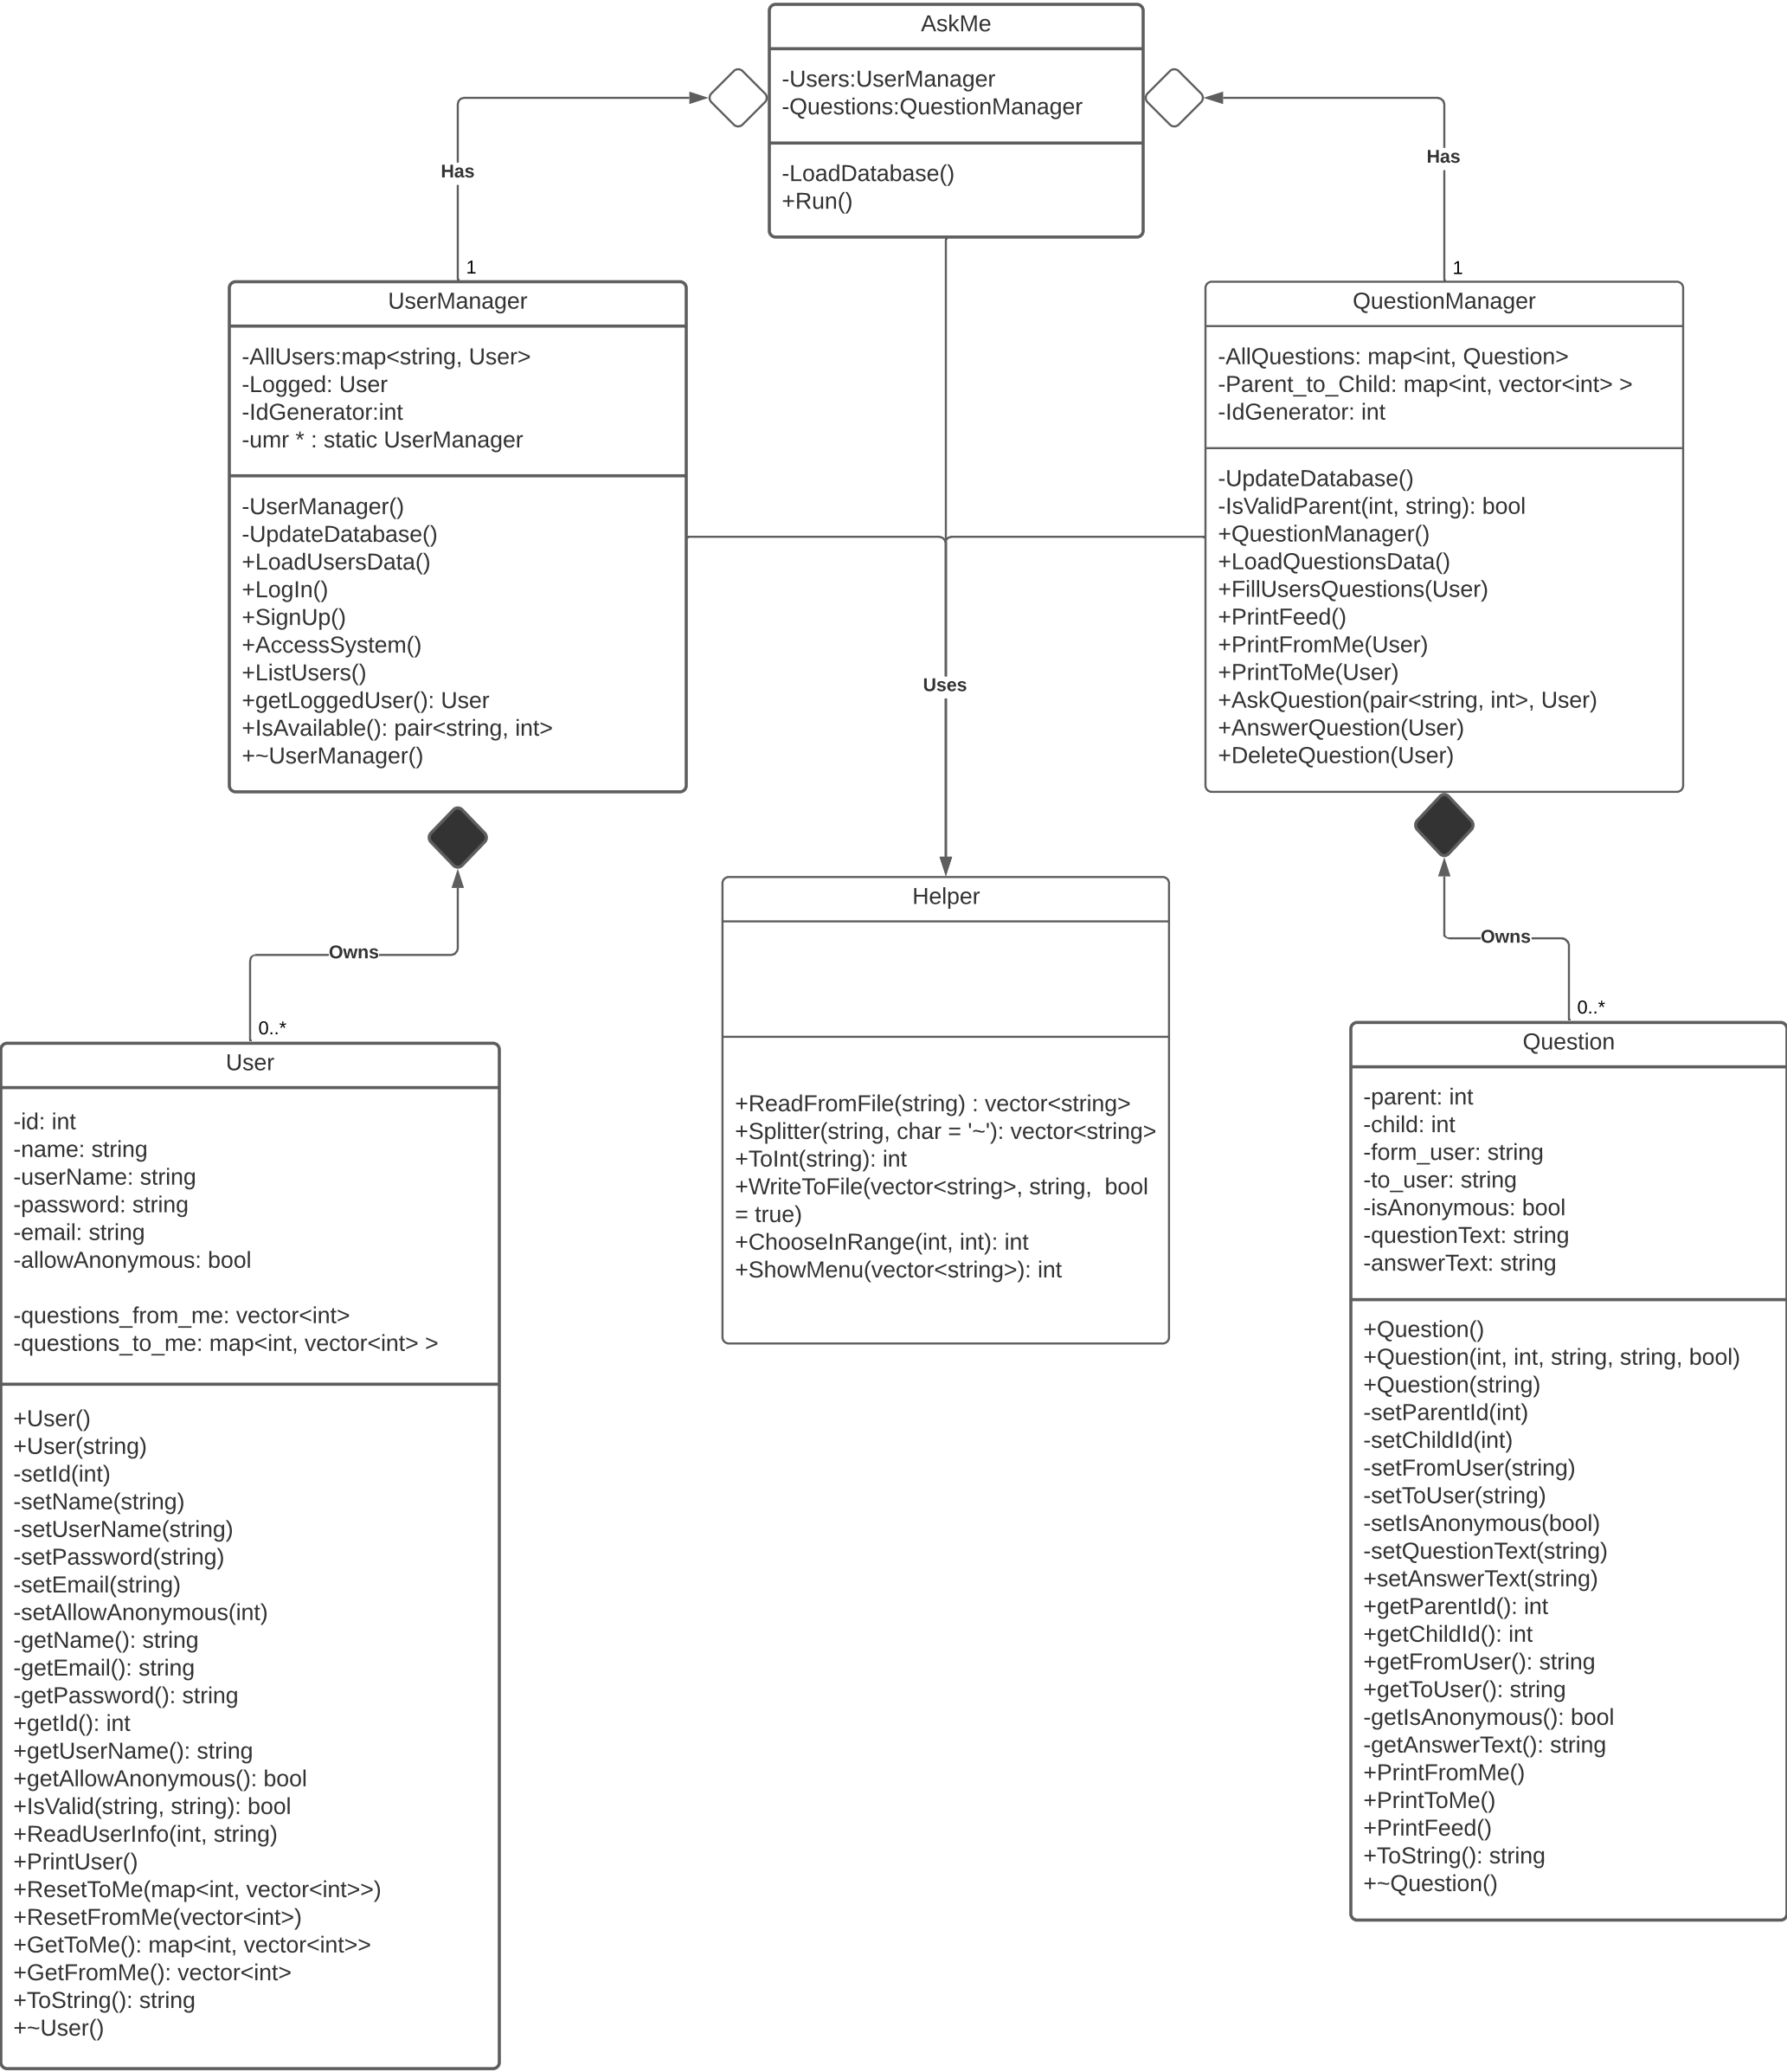 AskMe
-Users:UserManager
-Questions:QuestionManager
-LoadDatabase()
+Run()
Has
1
Has
1
UserManager
-AllUsers:map<string, User>
-Logged: User
-IdGenerator:int
-umr * : static UserManager
-UserManager()
-UpdateDatabase()
+LoadUsersData()
+LogIn()
+SignUp()
+AccessSystem()
+ListUsers()
+getLoggedUser(): User
+IsAvailable(): pair<string, int>
+~UserManager()
QuestionManager
-AllQuestions: map<int, Question>
-Parent_to_Child: map<int, vector<int> >
-IdGenerator: int
-UpdateDatabase()
-IsValidParent(int, string): bool
+QuestionManager()
+LoadQuestionsData()
+FillUsersQuestions(User)
+PrintFeed()
+PrintFromMe(User)
+PrintToMe(User)
+AskQuestion(pair<string, int>, User)
+AnswerQuestion(User)
+DeleteQuestion(User)
Uses
Owns
0..*
Owns
0..*
User
-id: int
-name: string
-userName: string
-password: string
-email: string
-allowAnonymous: bool
-questions_from_me: vector<int>
-questions_to_me: map<int, vector<int> >
+User()
+User(string)
-setId(int)
-setName(string)
-setUserName(string)
-setPassword(string)
-setEmail(string)
-setAllowAnonymous(int)
-getName(): string
-getEmail(): string
-getPassword(): string
+getId(): int
+getUserName(): string
+getAllowAnonymous(): bool
+IsValid(string, string): bool
+ReadUserInfo(int, string)
+PrintUser()
+ResetToMe(map<int, vector<int>>)
+ResetFromMe(vector<int>)
+GetToMe(): map<int, vector<int>>
+GetFromMe(): vector<int>
+ToString(): string
+~User()
Helper
+ReadFromFile(string) : vector<string>
+Splitter(string, char = '~'): vector<string>
+ToInt(string): int
+WriteToFile(vector<string>, string,  bool
= true)
+ChooseInRange(int, int): int
+ShowMenu(vector<string>): int
Question
-parent: int
-child: int
-form_user: string
-to_user: string
-isAnonymous: bool
-questionText: string
-answerText: string
+Question()
+Question(int, int, string, string, bool)
+Question(string)
-setParentId(int)
-setChildId(int)
-setFromUser(string)
-setToUser(string)
-setIsAnonymous(bool)
-setQuestionText(string)
+setAnswerText(string)
+getParentId(): int
+getChildId(): int
+getFromUser(): string
+getToUser(): string
-getIsAnonymous(): bool
-getAnswerText(): string
+PrintFromMe()
+PrintToMe()
+PrintFeed()
+ToString(): string
+~Question()